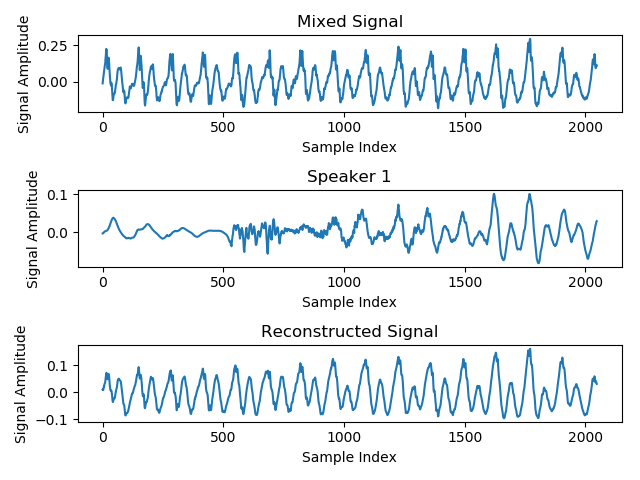 Mixed Signal
Signal Amplitude
0.25
0.00
0 500 1000 1500 2000
Sample Index
Speaker 1
Signal Amplitude
0.1
0.0
0 500 1000 1500 2000
Sample Index
Reconstructed Signal
Signal Amplitude
0.1
0.0
−0.1
0 500 1000 1500 2000
Sample Index